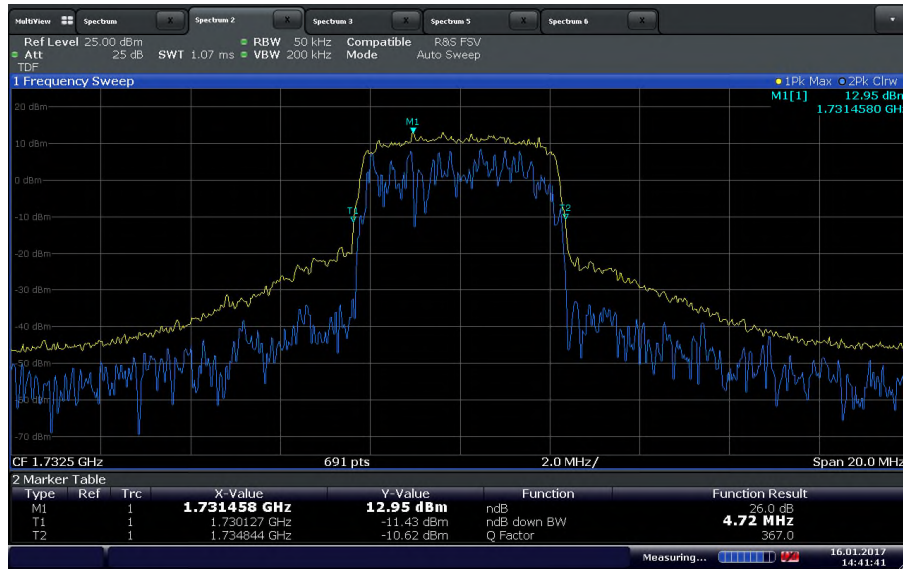 MultiView Spectrum X Spectrum 2 X Spectrum 3 X Spectrum 5 X Spectrum 6 X
Ref Level 25.00 dBm RBW 50 kHz Compatible R&S FSV
Att 25 dB SWT 1.07 ms VBW 200 kHz Mode Auto Sweep
TDF
1 Frequency Sweep 1Pk Max 2Pk Clrw
M1[1] 12.95 dBm
1.7314580 GHz
20 dBm
M1
10 dBm
0 dBm
T1 T2
-10 dBm
-20 dBm
-30 dBm
-40 dBm
-50 dBm
-60 dBm
-70 dBm
CF 1.7325 GHz 691 pts 2.0 MHz/ Span 20.0 MHz
2 Marker Table
Type Ref Trc X-Value Y-Value Function Function Result
M1 1 1.731458 GHz 12.95 dBm ndB 26.0 dB
T1 1 1.730127 GHz -11.43 dBm ndB down BW 4.72 MHz
T2 1 1.734844 GHz -10.62 dBm Q Factor 367.0
Measuring... 16.01.2017
14:41:41